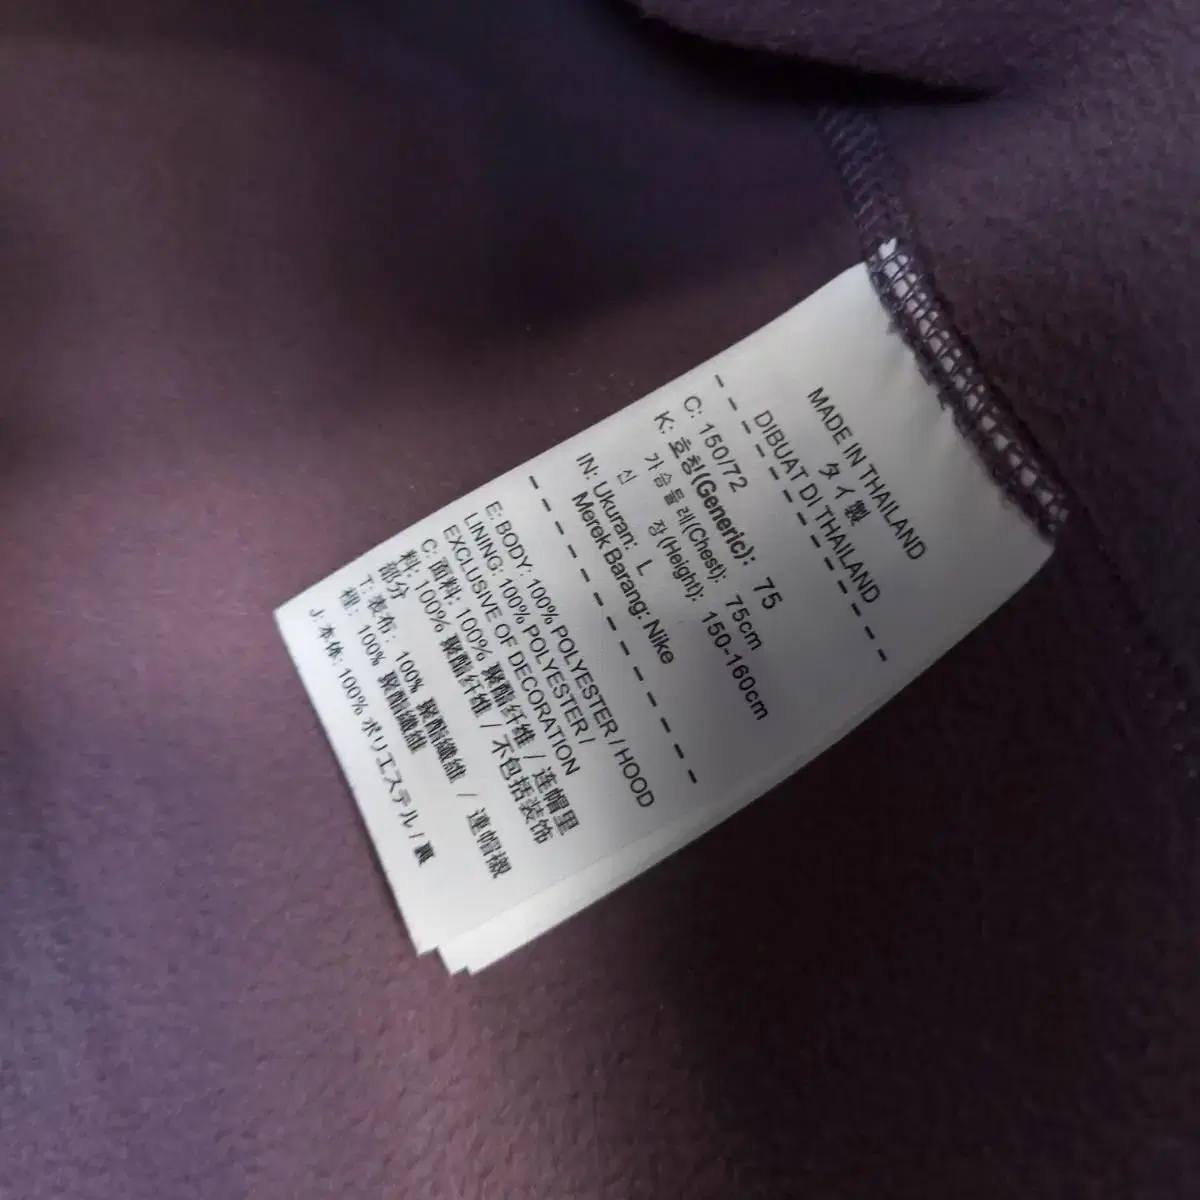 MADE IN THAILAND
タイ製
DIBUAT DI THAILAND
C: 150/72
K: 호칭(Generic): 75
가슴둘레(Chest): 75cm
신 장(Height): 150-160cm
IN: Ukuran: L
Merek Barang: Nike
E: BODY: 100% POLYESTER / HOOD
LINING: 100% POLYESTER /
EXCLUSIVE OF DECORATION
C: 面料: 100% 聚酯纤维 / 连帽里
料: 100% 聚酯纤维 / 不包括装饰
部分
T: 表布: 100% 聚酯纖維 / 連帽襯
裡: 100% 聚酯纖維
J: 本体: 100% ポリエステル / 裏